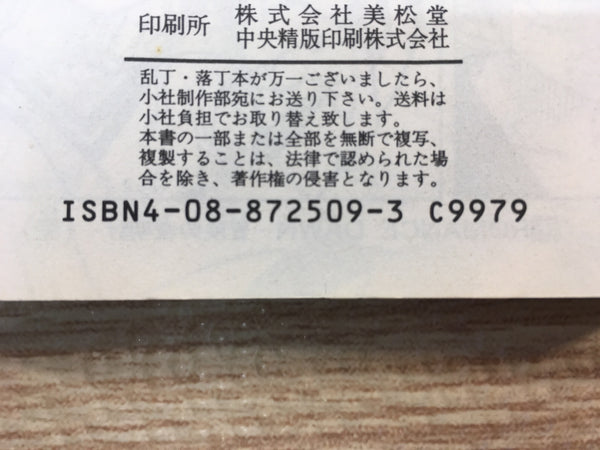 印刷所 株式会社美松堂
中央精版印刷株式会社
乱丁・落丁本が万一ございましたら、
小社制作部宛にお送り下さい。送料は
小社負担でお取り替え致します。
本書の一部または全部を無断で複写、
複製することは、法律で認められた場
合を除き、著作権の侵害となります。
ISBN4-08-872509-3 C9979